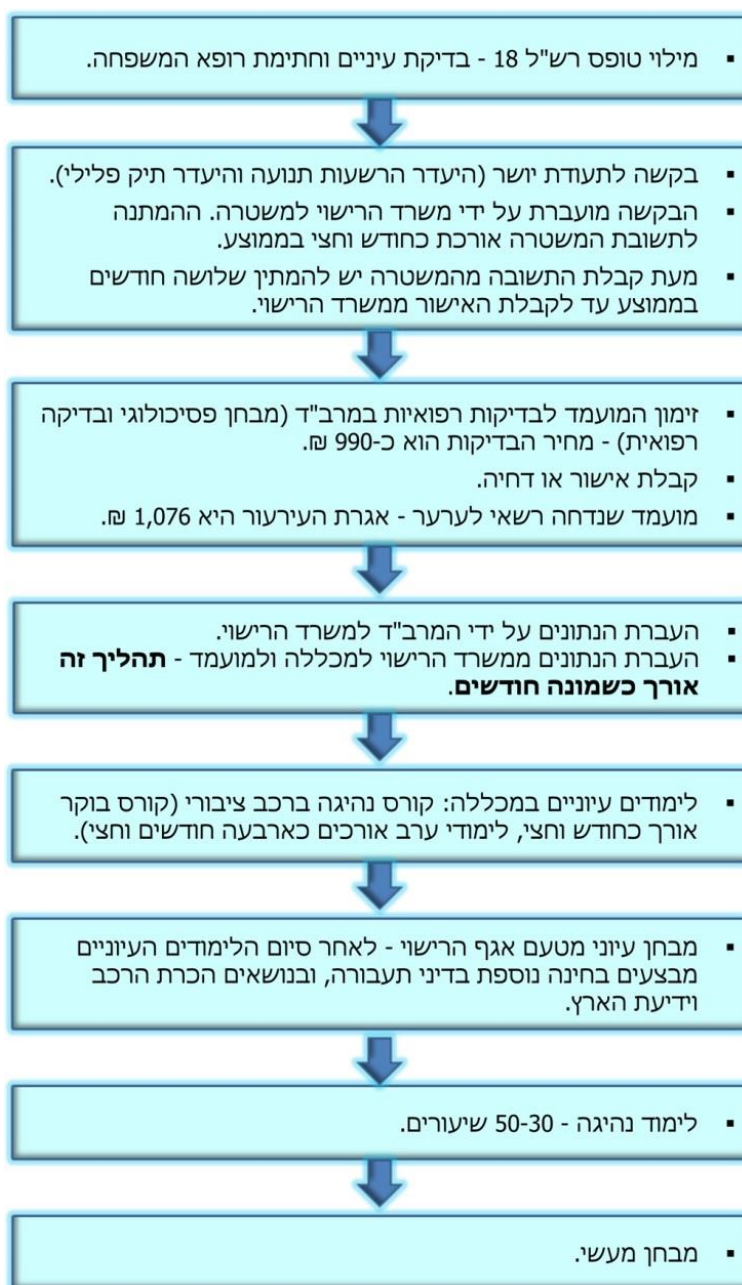 ▪ מילוי טופס רש"ל 18 - בדיקת עיניים וחתימת רופא המשפחה.
▪ בקשה לתעודת יושר (היעדר הרשעות תנועה והיעדר תיק פלילי).
▪ הבקשה מועברת על ידי משרד הרישוי למשטרה. ההמתנה
לתשובת המשטרה אורכת כחודש וחצי בממוצע.
▪ מעת קבלת התשובה מהמשטרה יש להמתין שלושה חודשים
בממוצע עד לקבלת האישור ממשרד הרישוי.
▪ זימון המועמד לבדיקות רפואיות במרב"ד (מבחן פסיכולוגי ובדיקה
רפואית) - מחיר הבדיקות הוא כ-990 ₪.
▪ קבלת אישור או דחיה.
▪ מועמד שנדחה רשאי לערער - אגרת העירעור היא 1,076 ₪.
▪ העברת הנתונים על ידי המרב"ד למשרד הרישוי.
▪ העברת הנתונים ממשרד הרישוי למכללה ולמועמד - תהליך זה
אורך כשמונה חודשים.
▪ לימודים עיוניים במכללה: קורס נהיגה ברכב ציבורי (קורס בוקר
אורך כחודש וחצי, לימודי ערב אורכים כארבעה חודשים וחצי).
▪ מבחן עיוני מטעם אגף הרישוי - לאחר סיום הלימודים העיוניים
מבצעים בחינה נוספת בדיני תעבורה, ובנושאים הכרת הרכב
וידיעת הארץ.
▪ לימוד נהיגה - 50-30 שיעורים.
▪ מבחן מעשי.